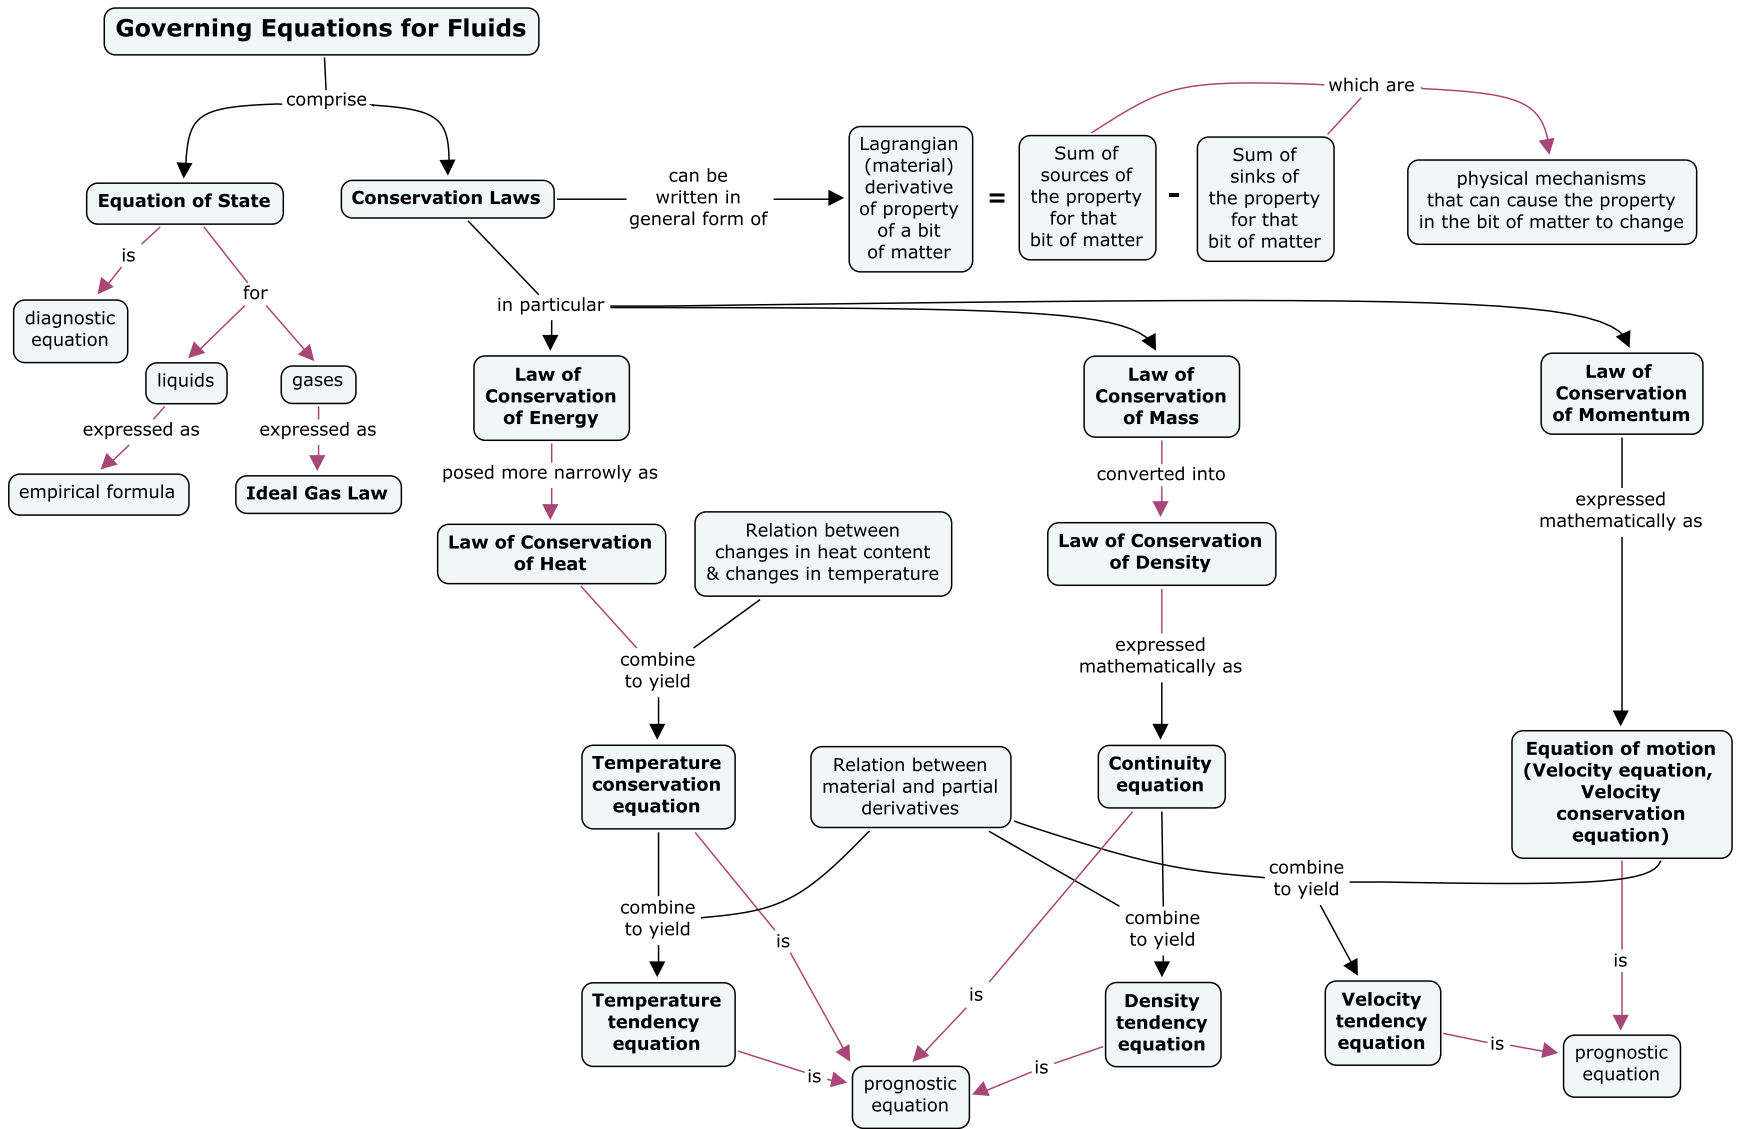 Governing Equations for Fluids
comprise
which are
Equation of State
Conservation Laws
can be
written in
general form of
Lagrangian
(material)
derivative
of property
of a bit
of matter
=
Sum of
sources of
the property
for that
bit of matter
-
Sum of
sinks of
the property
for that
bit of matter
physical mechanisms
that can cause the property
in the bit of matter to change
is
for
diagnostic
equation
liquids
gases
expressed as
expressed as
empirical formula
Ideal Gas Law
in particular
Law of
Conservation
of Energy
Law of
Conservation
of Mass
Law of
Conservation
of Momentum
posed more narrowly as
converted into
expressed
mathematically as
Law of Conservation
of Heat
Relation between
changes in heat content
& changes in temperature
Law of Conservation
of Density
combine
to yield
expressed
mathematically as
Temperature
conservation
equation
Relation between
material and partial
derivatives
Continuity
equation
Equation of motion
(Velocity equation,
Velocity
conservation
equation)
combine
to yield
is
combine
to yield
combine
to yield
is
is
Temperature
tendency
equation
Density
tendency
equation
Velocity
tendency
equation
is
is
is
prognostic
equation
prognostic
equation